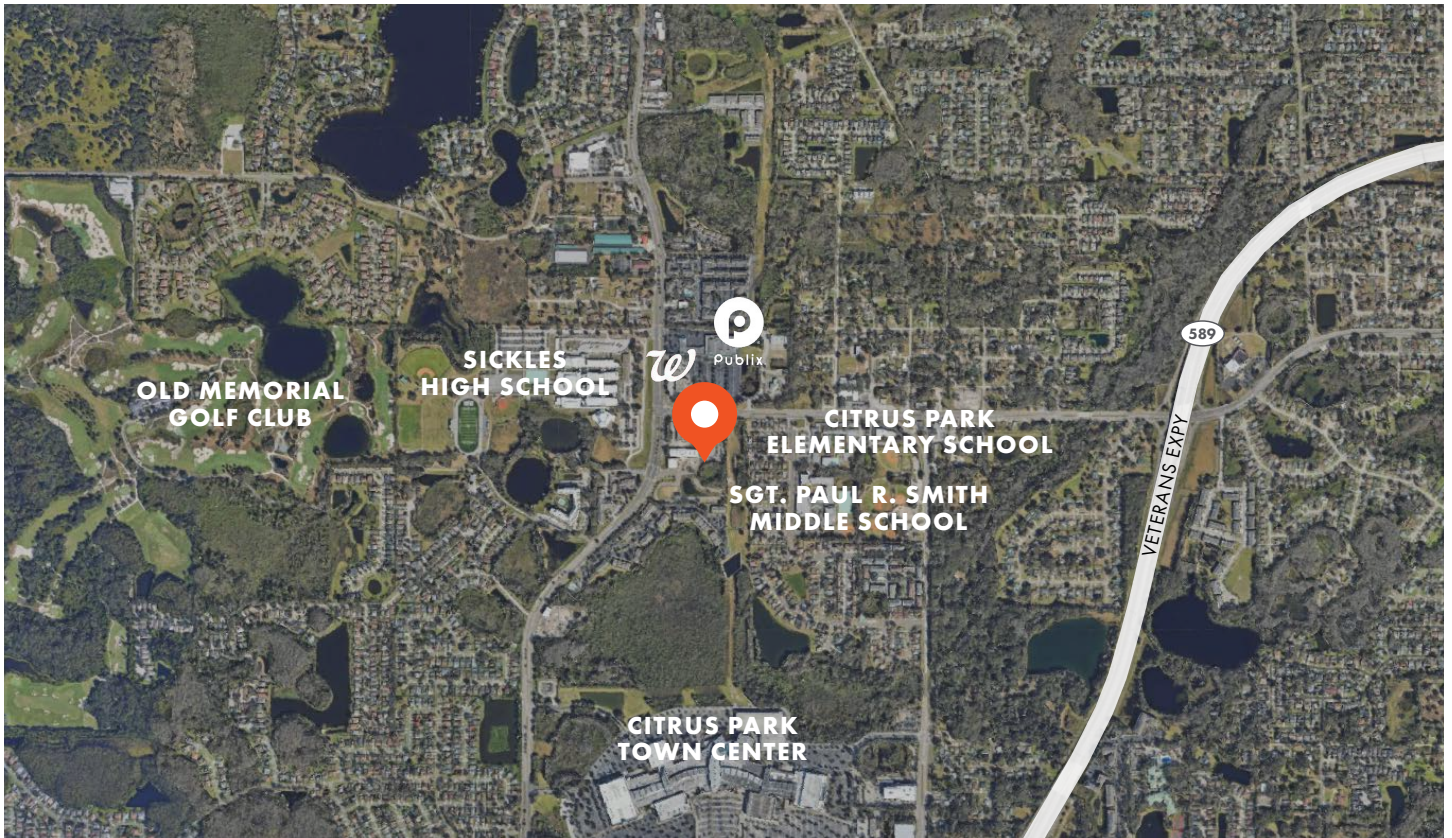 Publix
W
SICKLES
HIGH SCHOOL
OLD MEMORIAL
GOLF CLUB
CITRUS PARK
ELEMENTARY SCHOOL
SGT. PAUL R. SMITH
MIDDLE SCHOOL
589
VETERANS EXPY
CITRUS PARK
TOWN CENTER